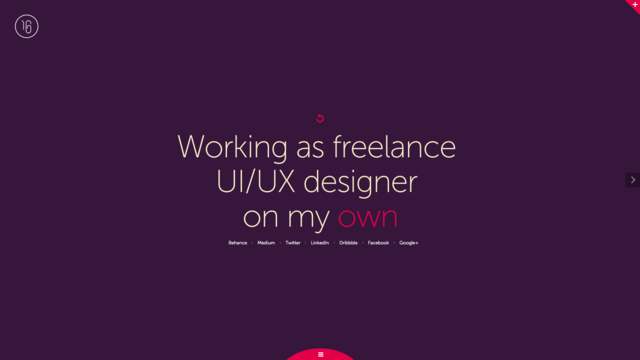 16
Working as freelance
UI/UX designer
on my own
Behance • Medium • Twitter • LinkedIn • Dribbble • Facebook • Google+